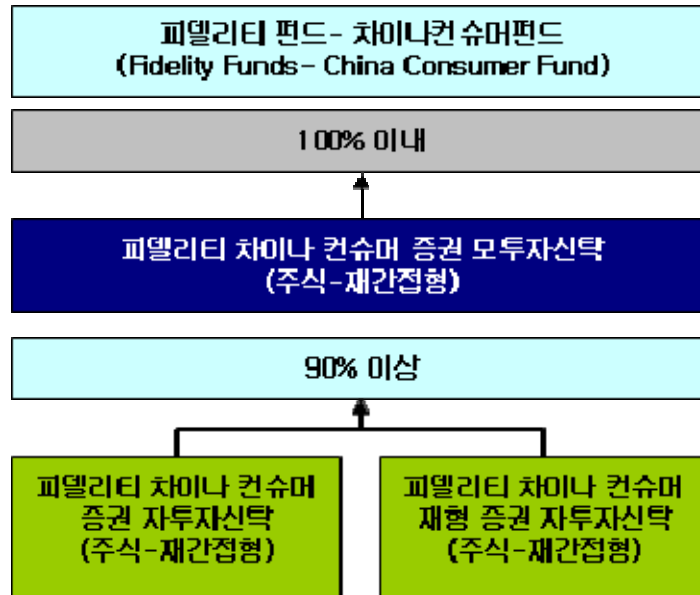 피델리티 펀드- 차이나컨슈머펀드
(Fidelity Funds- China Consumer Fund)
100% 이내
피델리티 차이나 컨슈머 증권 모투자신탁
(주식-재간접형)
90% 이상
피델리티 차이나 컨슈머
증권 자투자신탁
(주식-재간접형)
피델리티 차이나 컨슈머
재형 증권 자투자신탁
(주식-재간접형)